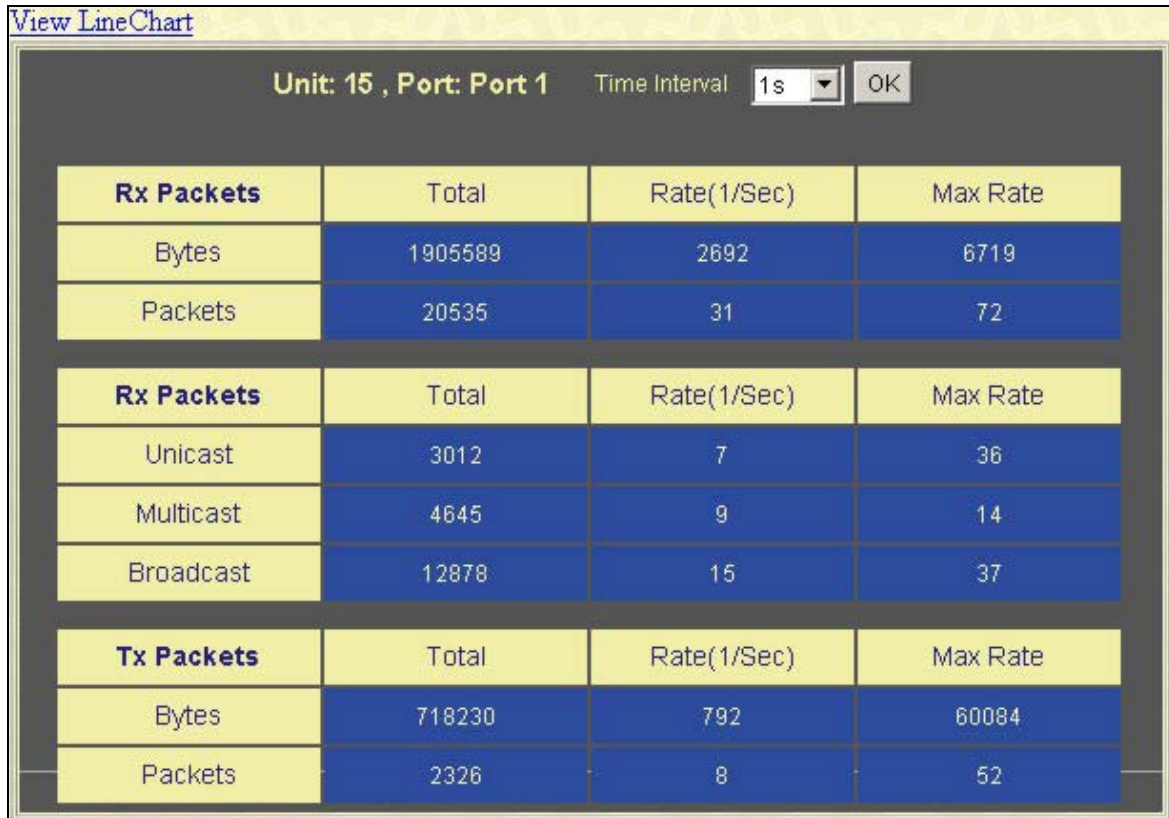 View LineChart
Unit: 15 , Port: Port 1 Time Interval 1s OK
Rx Packets Total Rate(1/Sec) Max Rate
Bytes 1905589 2692 6719
Packets 20535 31 72
Rx Packets Total Rate(1/Sec) Max Rate
Unicast 3012 7 36
Multicast 4645 9 14
Broadcast 12878 15 37
Tx Packets Total Rate(1/Sec) Max Rate
Bytes 718230 792 60084
Packets 2326 8 52